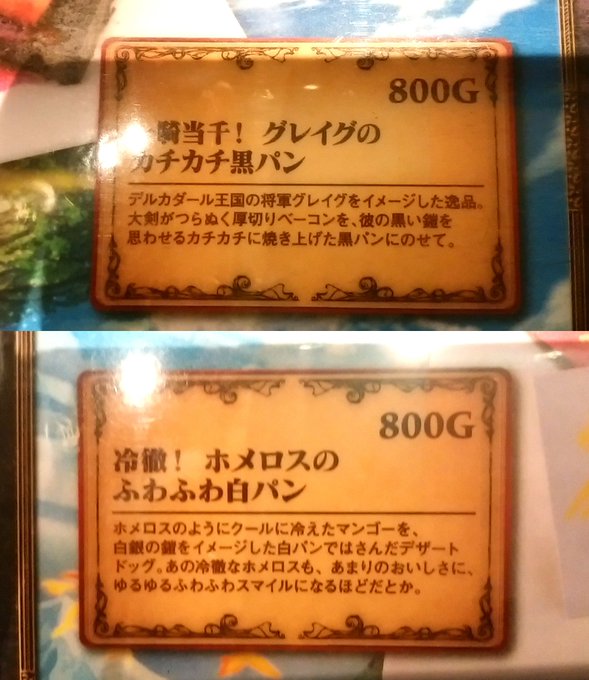 800G
騎当千！ グレイグの
カチカチ黒パン
デルカダール王国の将軍グレイグをイメージした逸品。
大剣がつらぬく厚切りベーコンを、彼の黒い鎧を
思わせるカチカチに焼き上げた黒パンにのせて。
800G
冷徹！ ホメロスの
ふわふわ白パン
ホメロスのようにクールに冷えたマンゴーを、
白銀の鎧をイメージした白パンではさんだデザート
ドッグ。あの冷徹なホメロスも、あまりのおいしさに、
ゆるゆるふわふわスマイルになるほどだとか。